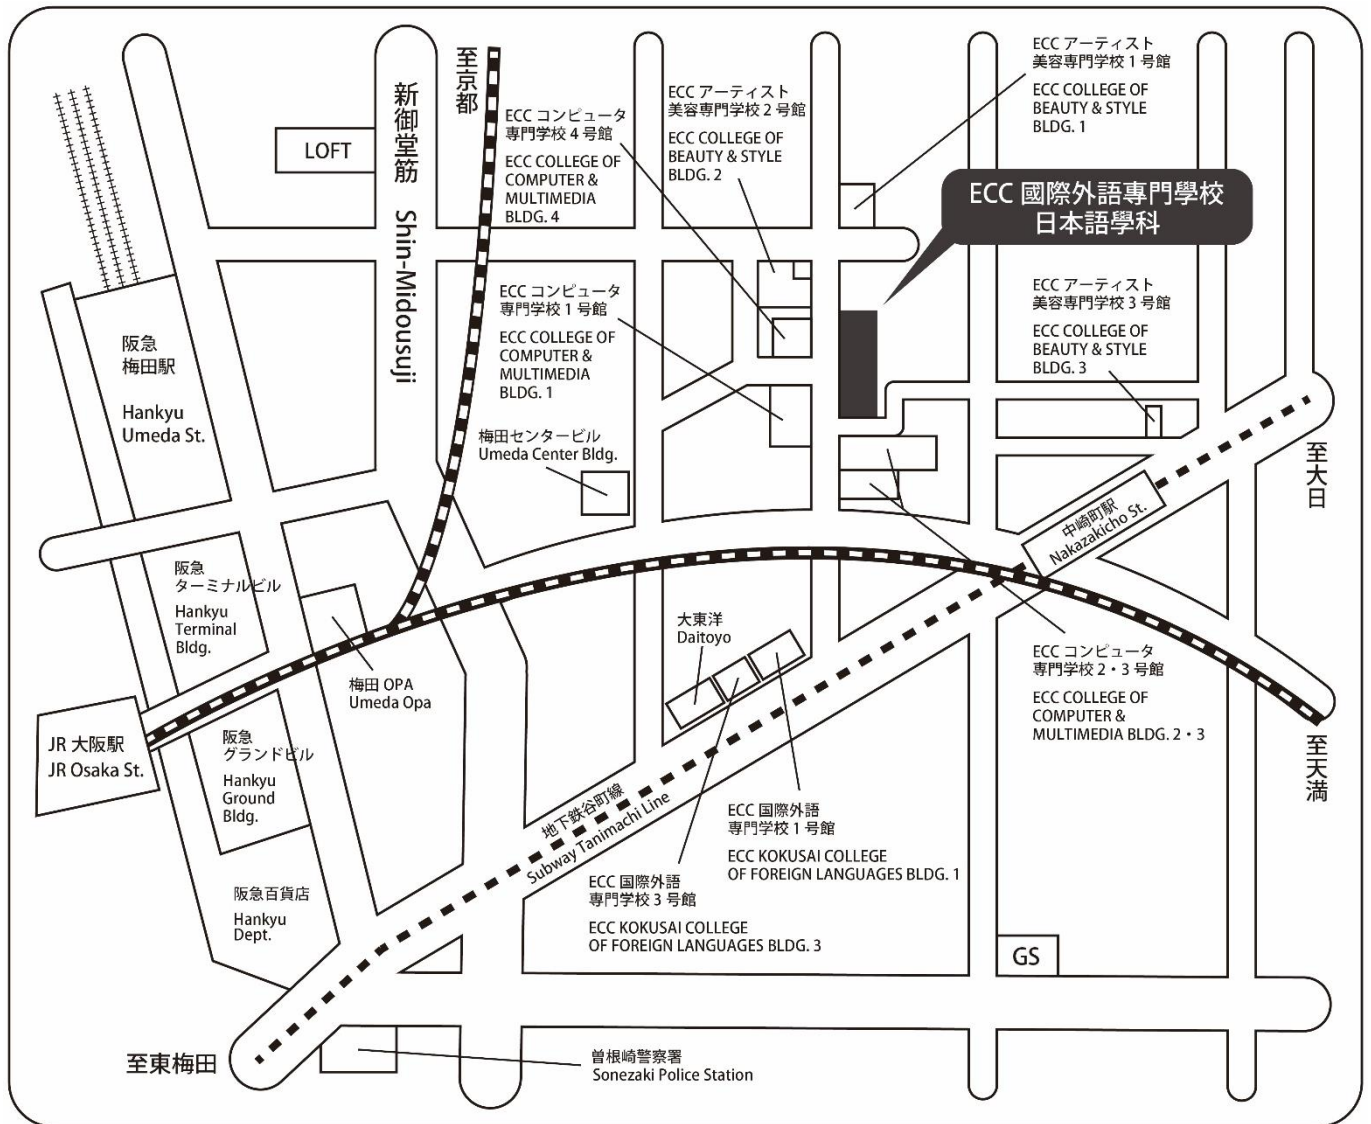 至京都
新御堂筋 Shin-Midousuji
LOFT
ECC コンピュータ
専門学校 4 号館
ECC COLLEGE OF
COMPUTER &
MULTIMEDIA
BLDG. 4
ECC アーティスト
美容専門学校 2 号館
ECC COLLEGE OF
BEAUTY & STYLE
BLDG. 2
ECC アーティスト
美容専門学校 1 号館
ECC COLLEGE OF
BEAUTY & STYLE
BLDG. 1
ECC 國際外語專門學校
日本語學科
ECC コンピュータ
専門学校 1 号館
ECC COLLEGE OF
COMPUTER &
MULTIMEDIA
BLDG. 1
ECC アーティスト
美容専門学校 3 号館
ECC COLLEGE OF
BEAUTY & STYLE
BLDG. 3
阪急
梅田駅
Hankyu
Umeda St.
梅田センタービル
Umeda Center Bldg.
至大日
中崎町駅
Nakazakicho St.
阪急
ターミナルビル
Hankyu
Terminal
Bldg.
大東洋
Daitoyo
梅田 OPA
Umeda Opa
ECC コンピュータ
専門学校 2・3 号館
ECC COLLEGE OF
COMPUTER &
MULTIMEDIA BLDG. 2・3
JR 大阪駅
JR Osaka St.
阪急
グランドビル
Hankyu
Ground
Bldg.
至天満
地下鉄谷町線
Subway Tanimachi Line
ECC 国際外語
専門学校 1 号館
ECC KOKUSAI COLLEGE
OF FOREIGN LANGUAGES BLDG. 1
ECC 国際外語
専門学校 3 号館
ECC KOKUSAI COLLEGE
OF FOREIGN LANGUAGES BLDG. 3
阪急百貨店
Hankyu
Dept.
GS
至東梅田
曽根崎警察署
Sonezaki Police Station